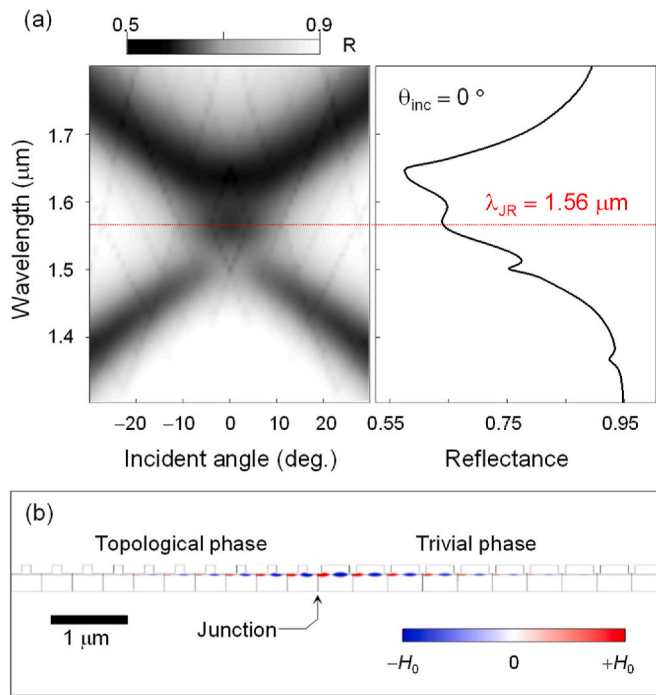 (a)
0.5 0.9
R
θinc = 0 °
1.7
1.6
1.5
1.4
Wavelength (μm)
λJR = 1.56 μm
−20 −10 0 10 20
0.55 0.75 0.95
Incident angle (deg.)
Reflectance
(b)
Topological phase
Trivial phase
1 μm
Junction
−H0 0 +H0